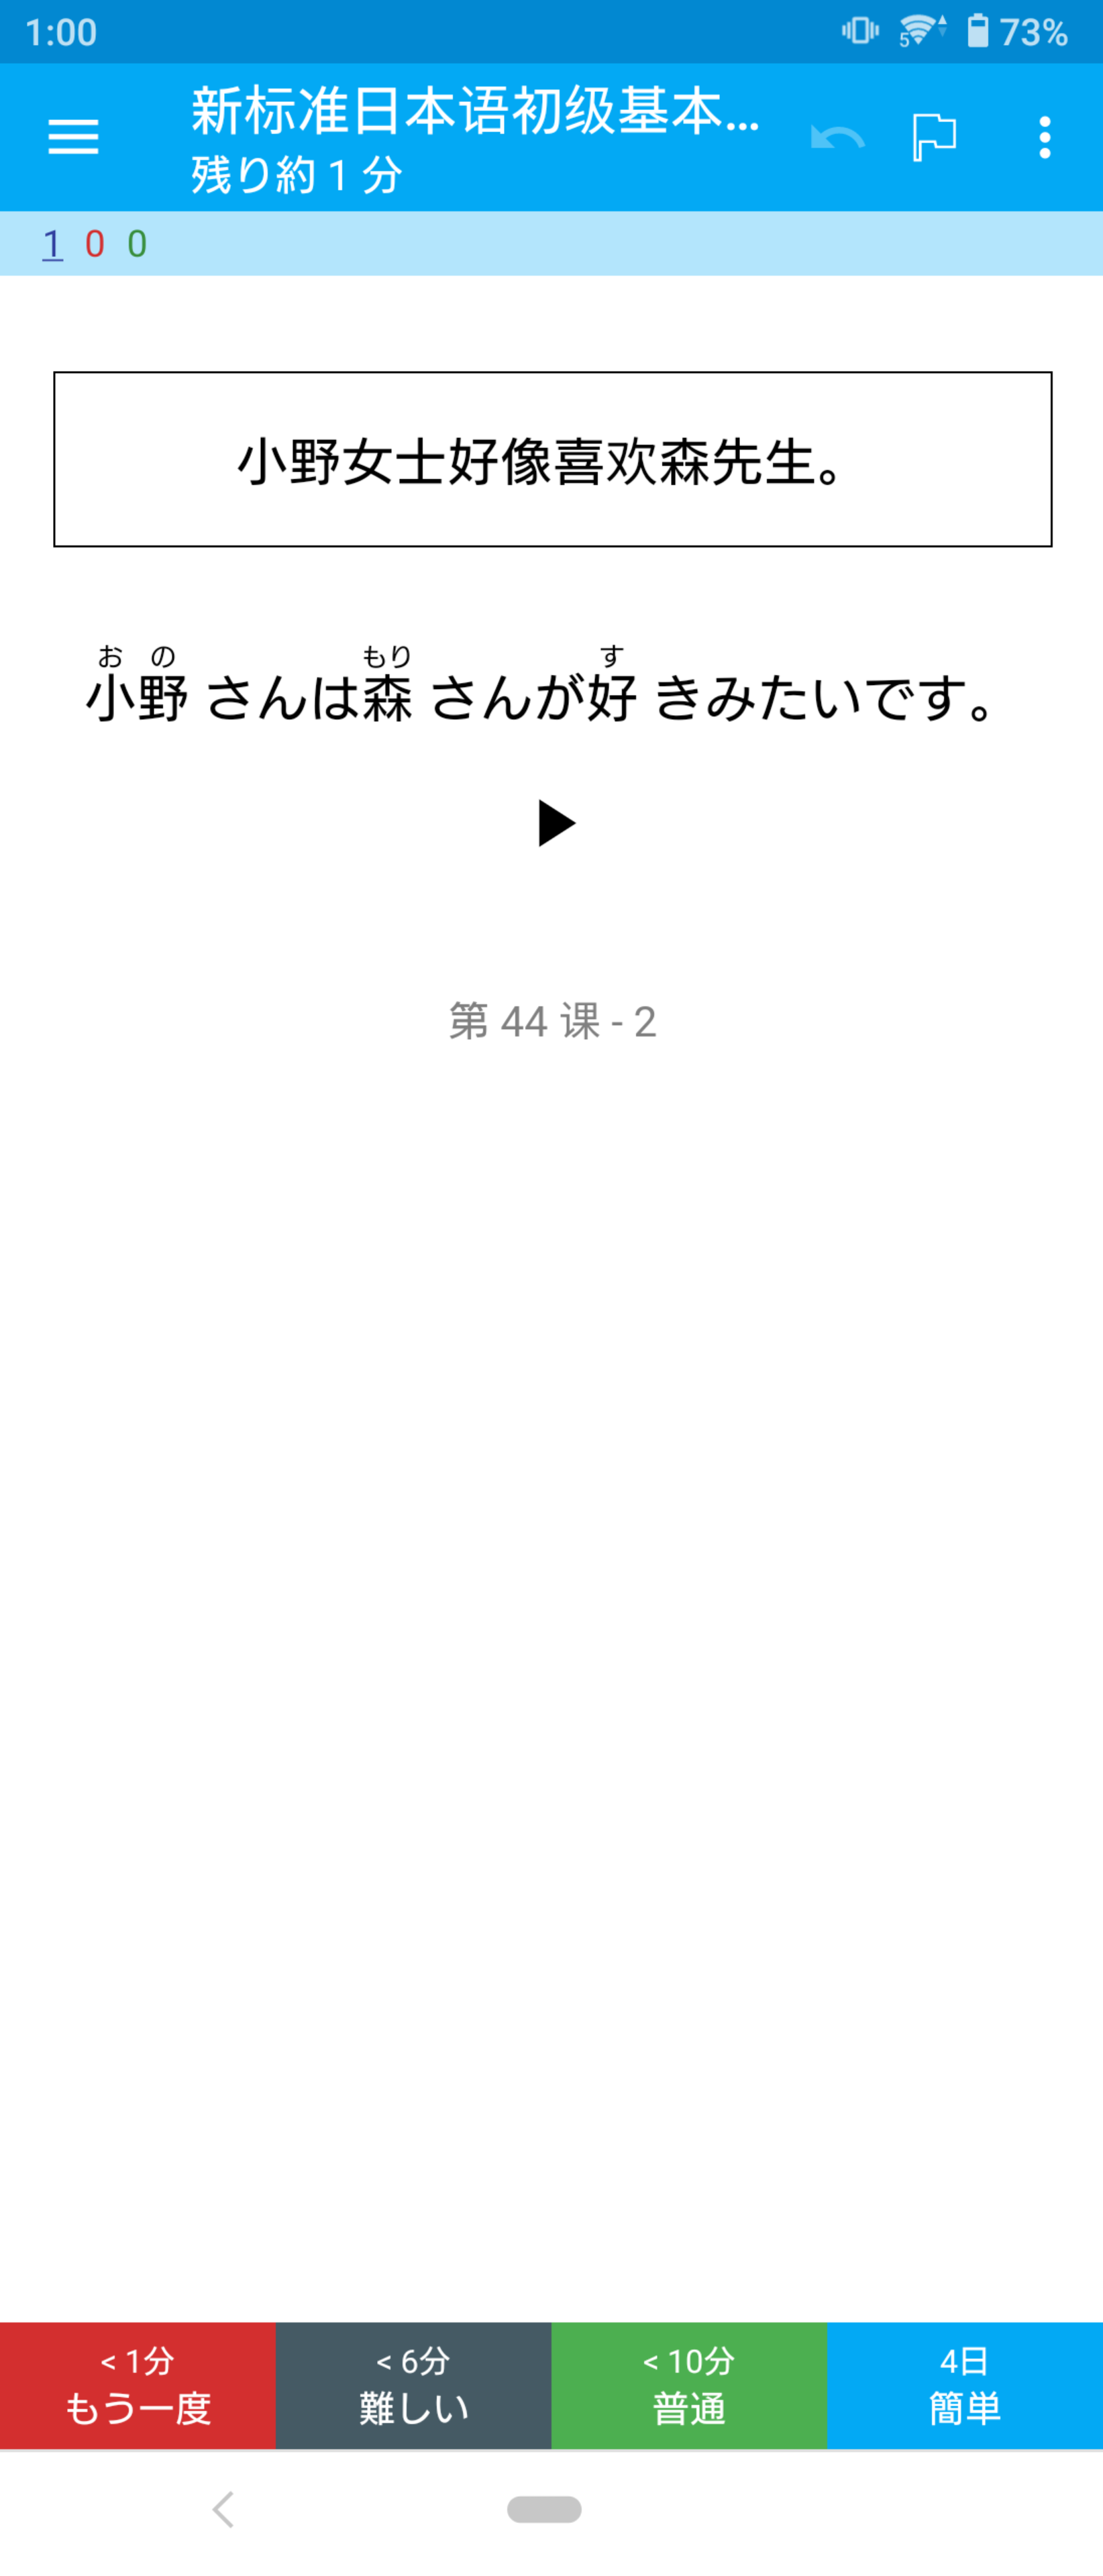 1:00 5 73%
新标准日本语初级基本...
残り約 1 分
1 0 0
小野女士好像喜欢森先生。
お の もり す
小野 さんは森 さんが好 きみたいです。
第 44 课 - 2
< 1分 < 6分 < 10分 4日
もう一度 難しい 普通 簡単